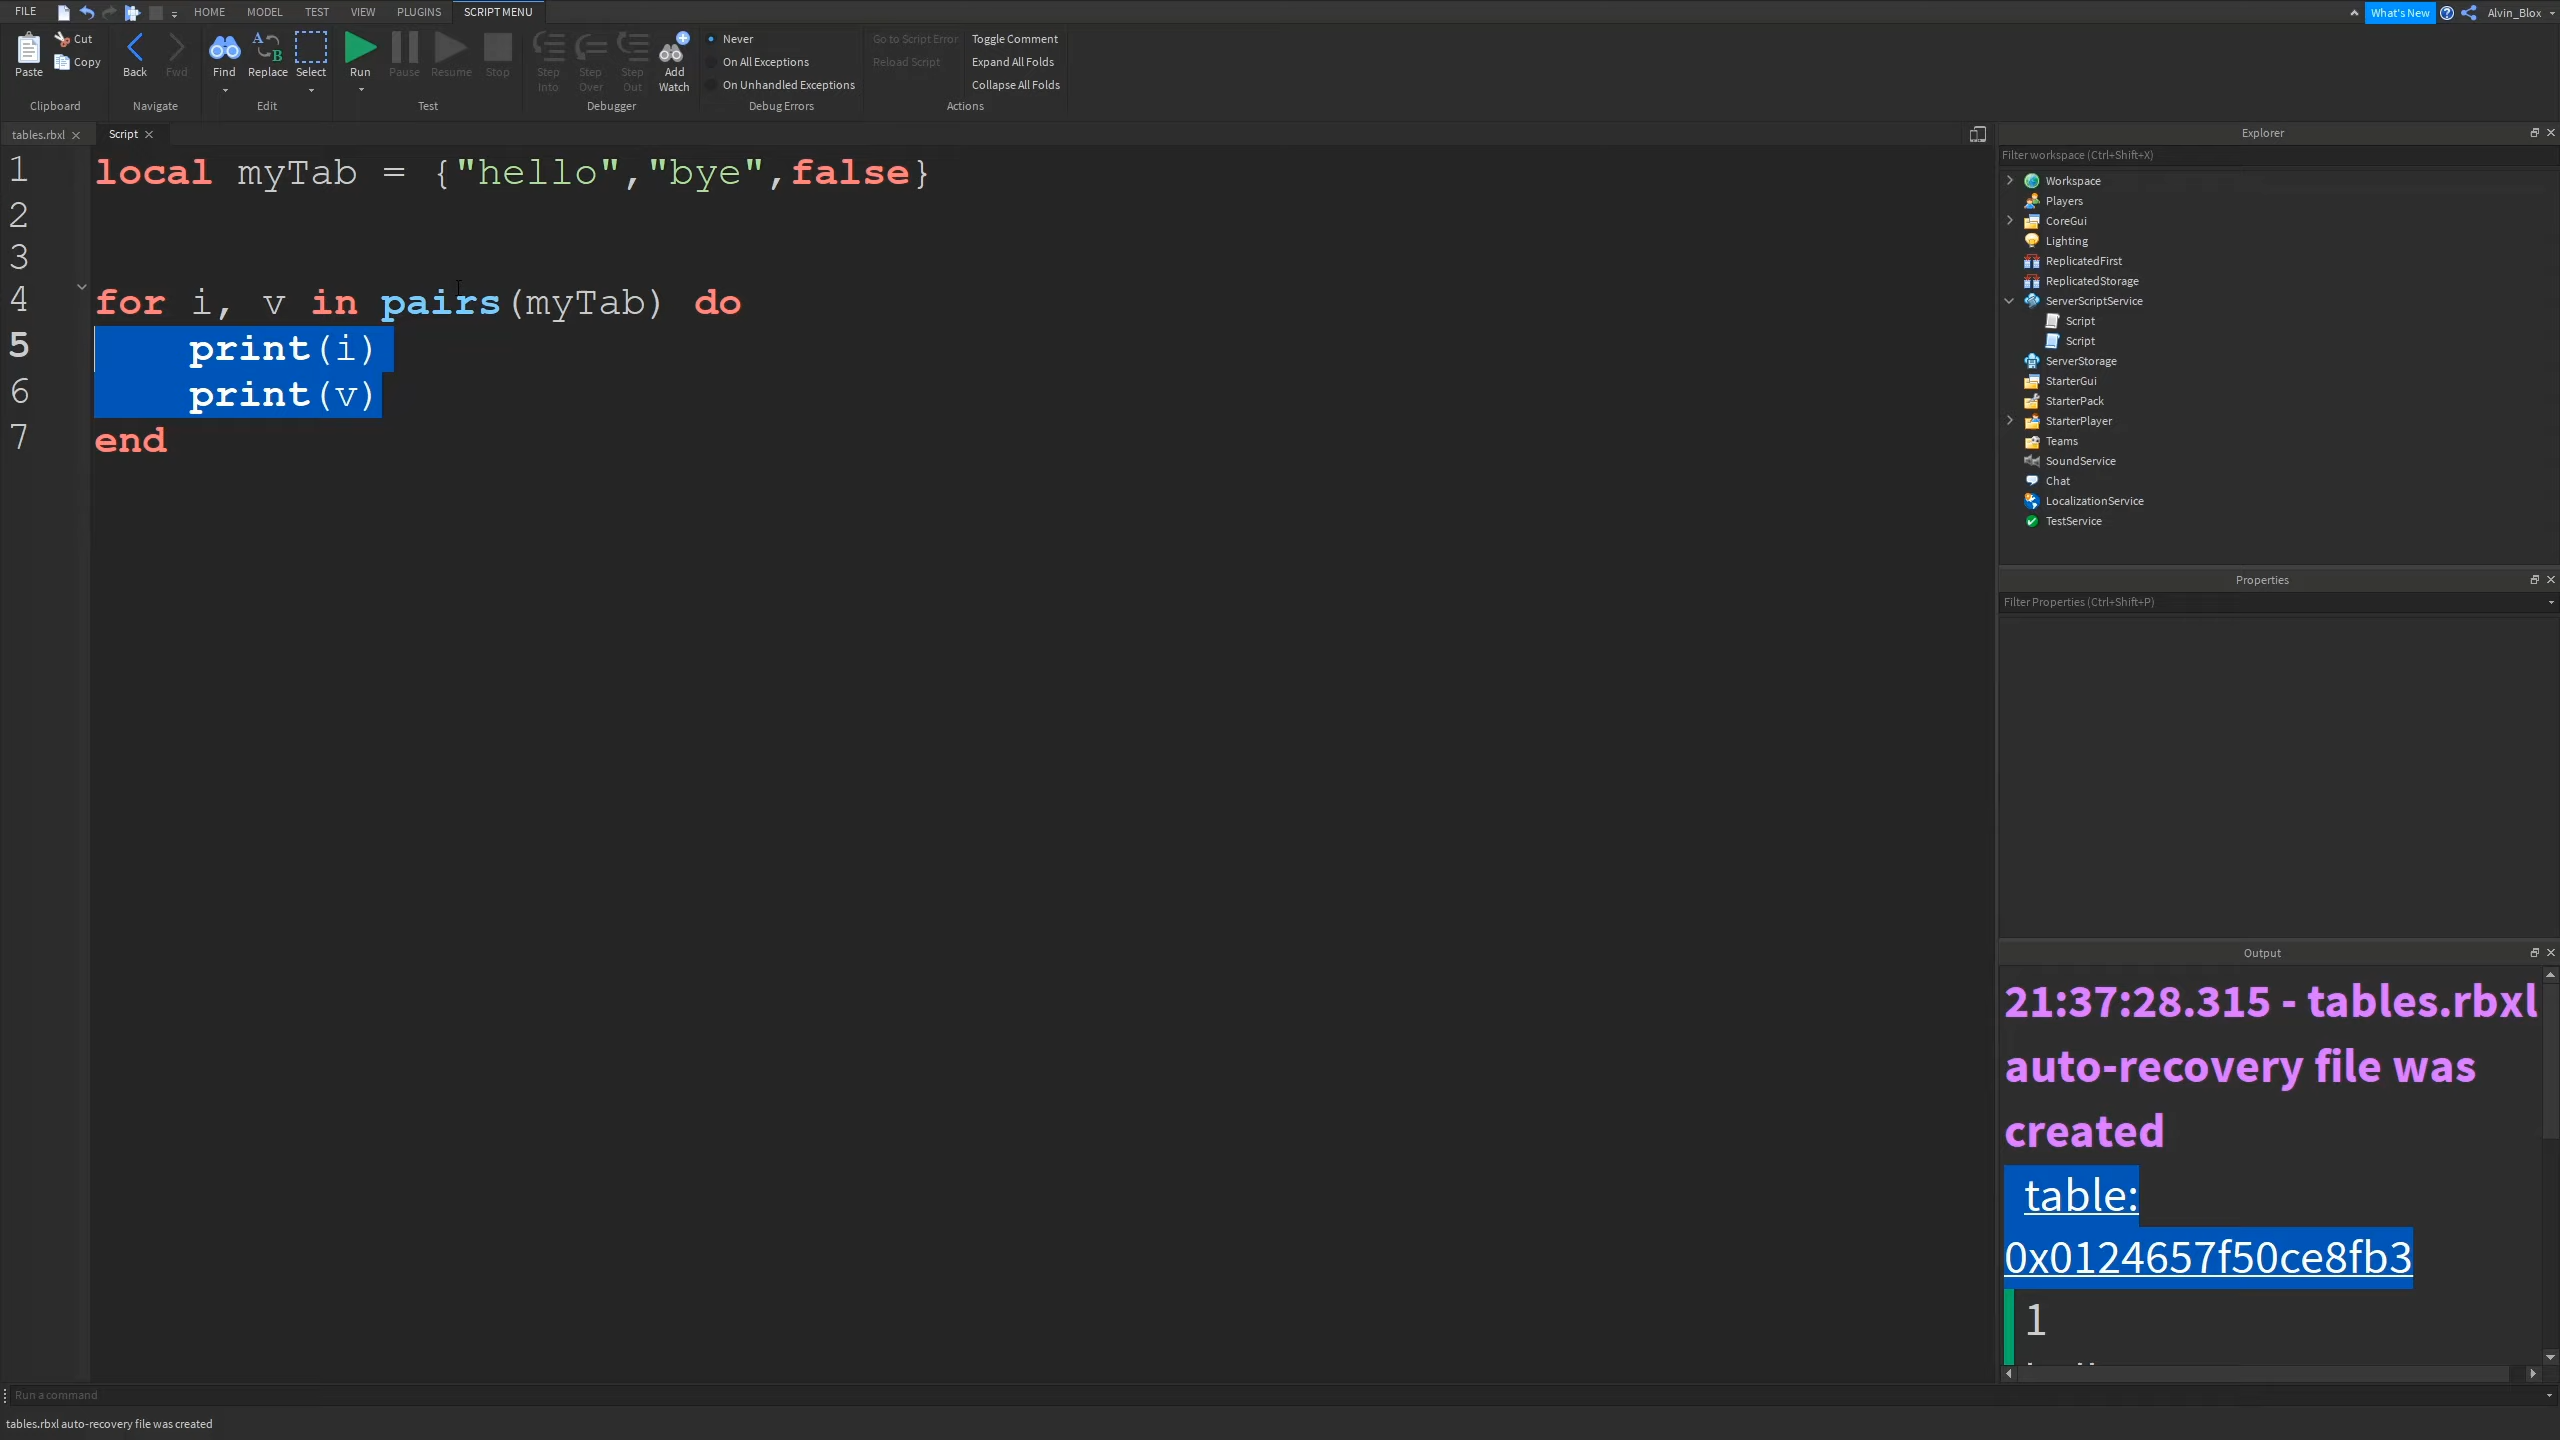 FILE HOME MODEL TEST VIEW PLUGINS SCRIPT MENU What's New Alvin_Blox
Paste Cut Copy Back Fwd Find Replace Select Run Pause Resume Stop Step Into Step Over Step Out Add Watch
Never
On All Exceptions
On Unhandled Exceptions
Go to Script Error
Reload Script
Toggle Comment
Expand All Folds
Collapse All Folds
Clipboard Navigate Edit Test Debugger Debug Errors Actions
tables.rbxl Script
1 local myTab = {"hello","bye",false}
2
3
4 for i, v in pairs(myTab) do
5 print(i)
6 print(v)
7 end
Explorer
Filter workspace (Ctrl+Shift+X)
Workspace
Players
CoreGui
Lighting
ReplicatedFirst
ReplicatedStorage
ServerScriptService
Script
Script
ServerStorage
StarterGui
StarterPack
StarterPlayer
Teams
SoundService
Chat
LocalizationService
TestService
Properties
Filter Properties (Ctrl+Shift+P)
Output
21:37:28.315 - tables.rbxl
auto-recovery file was
created
table:
0x0124657f50ce8fb3
1
Run a command
tables.rbxl auto-recovery file was created